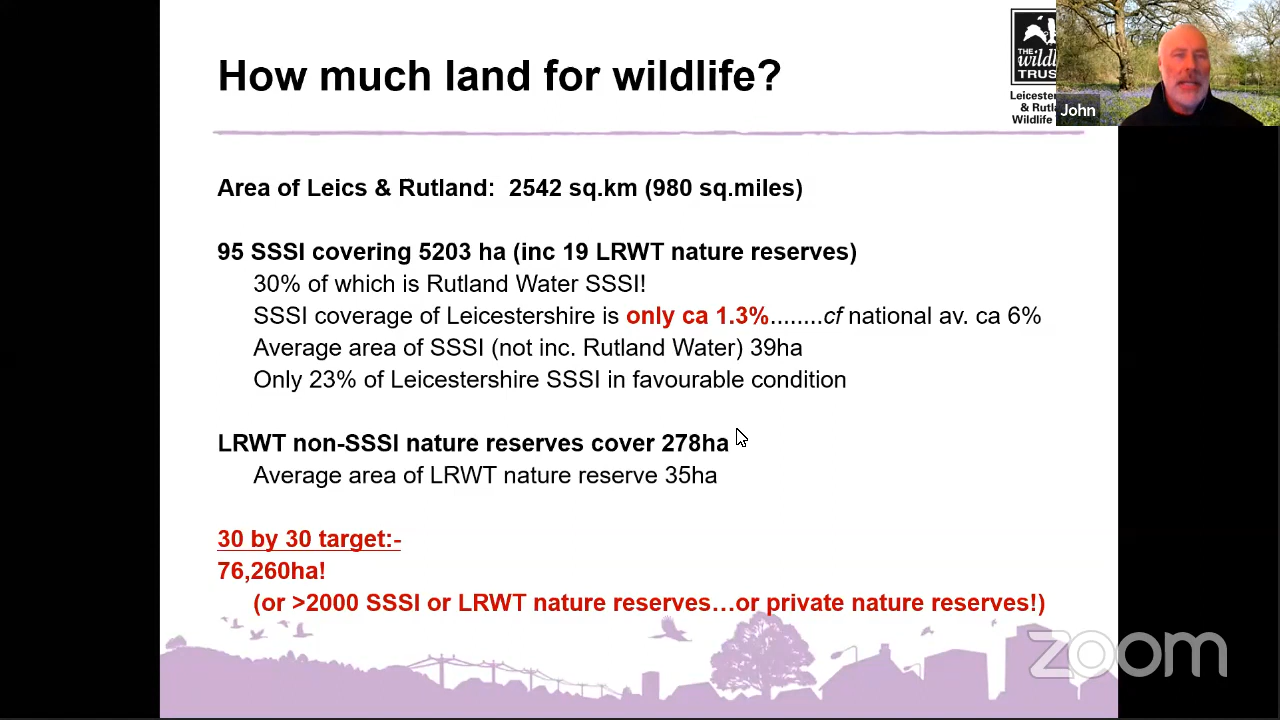 How much land for wildlife?
THE
TRUS
Leicester
& Rutla
Wildlife
John
Area of Leics & Rutland: 2542 sq.km (980 sq.miles)
95 SSSI covering 5203 ha (inc 19 LRWT nature reserves)
30% of which is Rutland Water SSSI!
SSSI coverage of Leicestershire is only ca 1.3%........cf national av. ca 6%
Average area of SSSI (not inc. Rutland Water) 39ha
Only 23% of Leicestershire SSSI in favourable condition
LRWT non-SSSI nature reserves cover 278ha
Average area of LRWT nature reserve 35ha
30 by 30 target:-
76,260ha!
(or >2000 SSSI or LRWT nature reserves…or private nature reserves!)
zoom